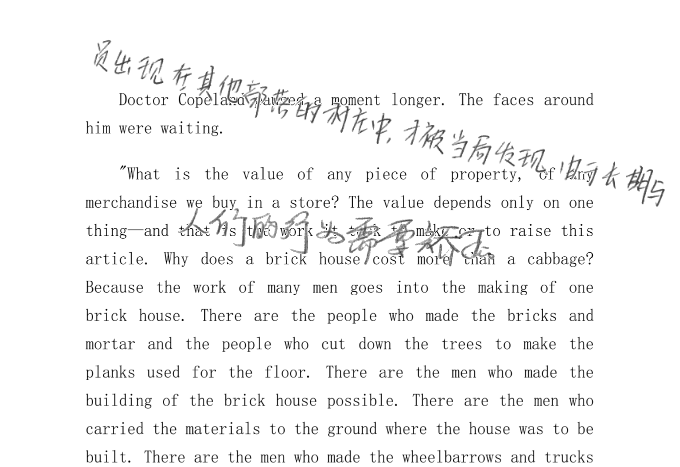 员出现在其他部落的村庄中,才被当局发现。由于长期与
Doctor Copeland paused a moment longer. The faces around
him were waiting.
"What is the value of any piece of property, of any
merchandise we buy in a store? The value depends only on one
thing—and that is the work it took to make or to raise this
人们的行为需要矫正
article. Why does a brick house cost more than a cabbage?
Because the work of many men goes into the making of one
brick house. There are the people who made the bricks and
mortar and the people who cut down the trees to make the
planks used for the floor. There are the men who made the
building of the brick house possible. There are the men who
carried the materials to the ground where the house was to be
built. There are the men who made the wheelbarrows and trucks